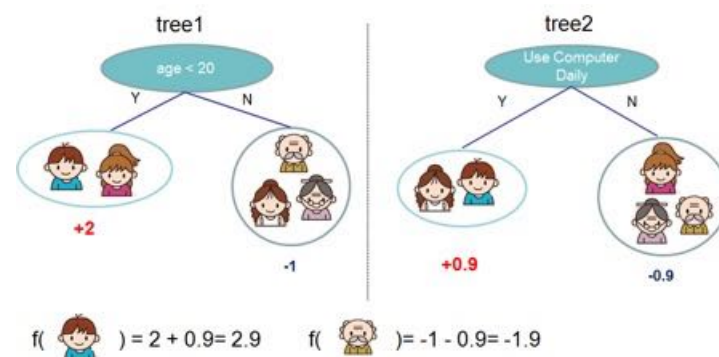 tree1
age < 20
Y
N
+2
-1
tree2
Use Computer
Daily
Y
N
+0.9
-0.9
f( ) = 2 + 0.9= 2.9
f( )= -1 - 0.9= -1.9